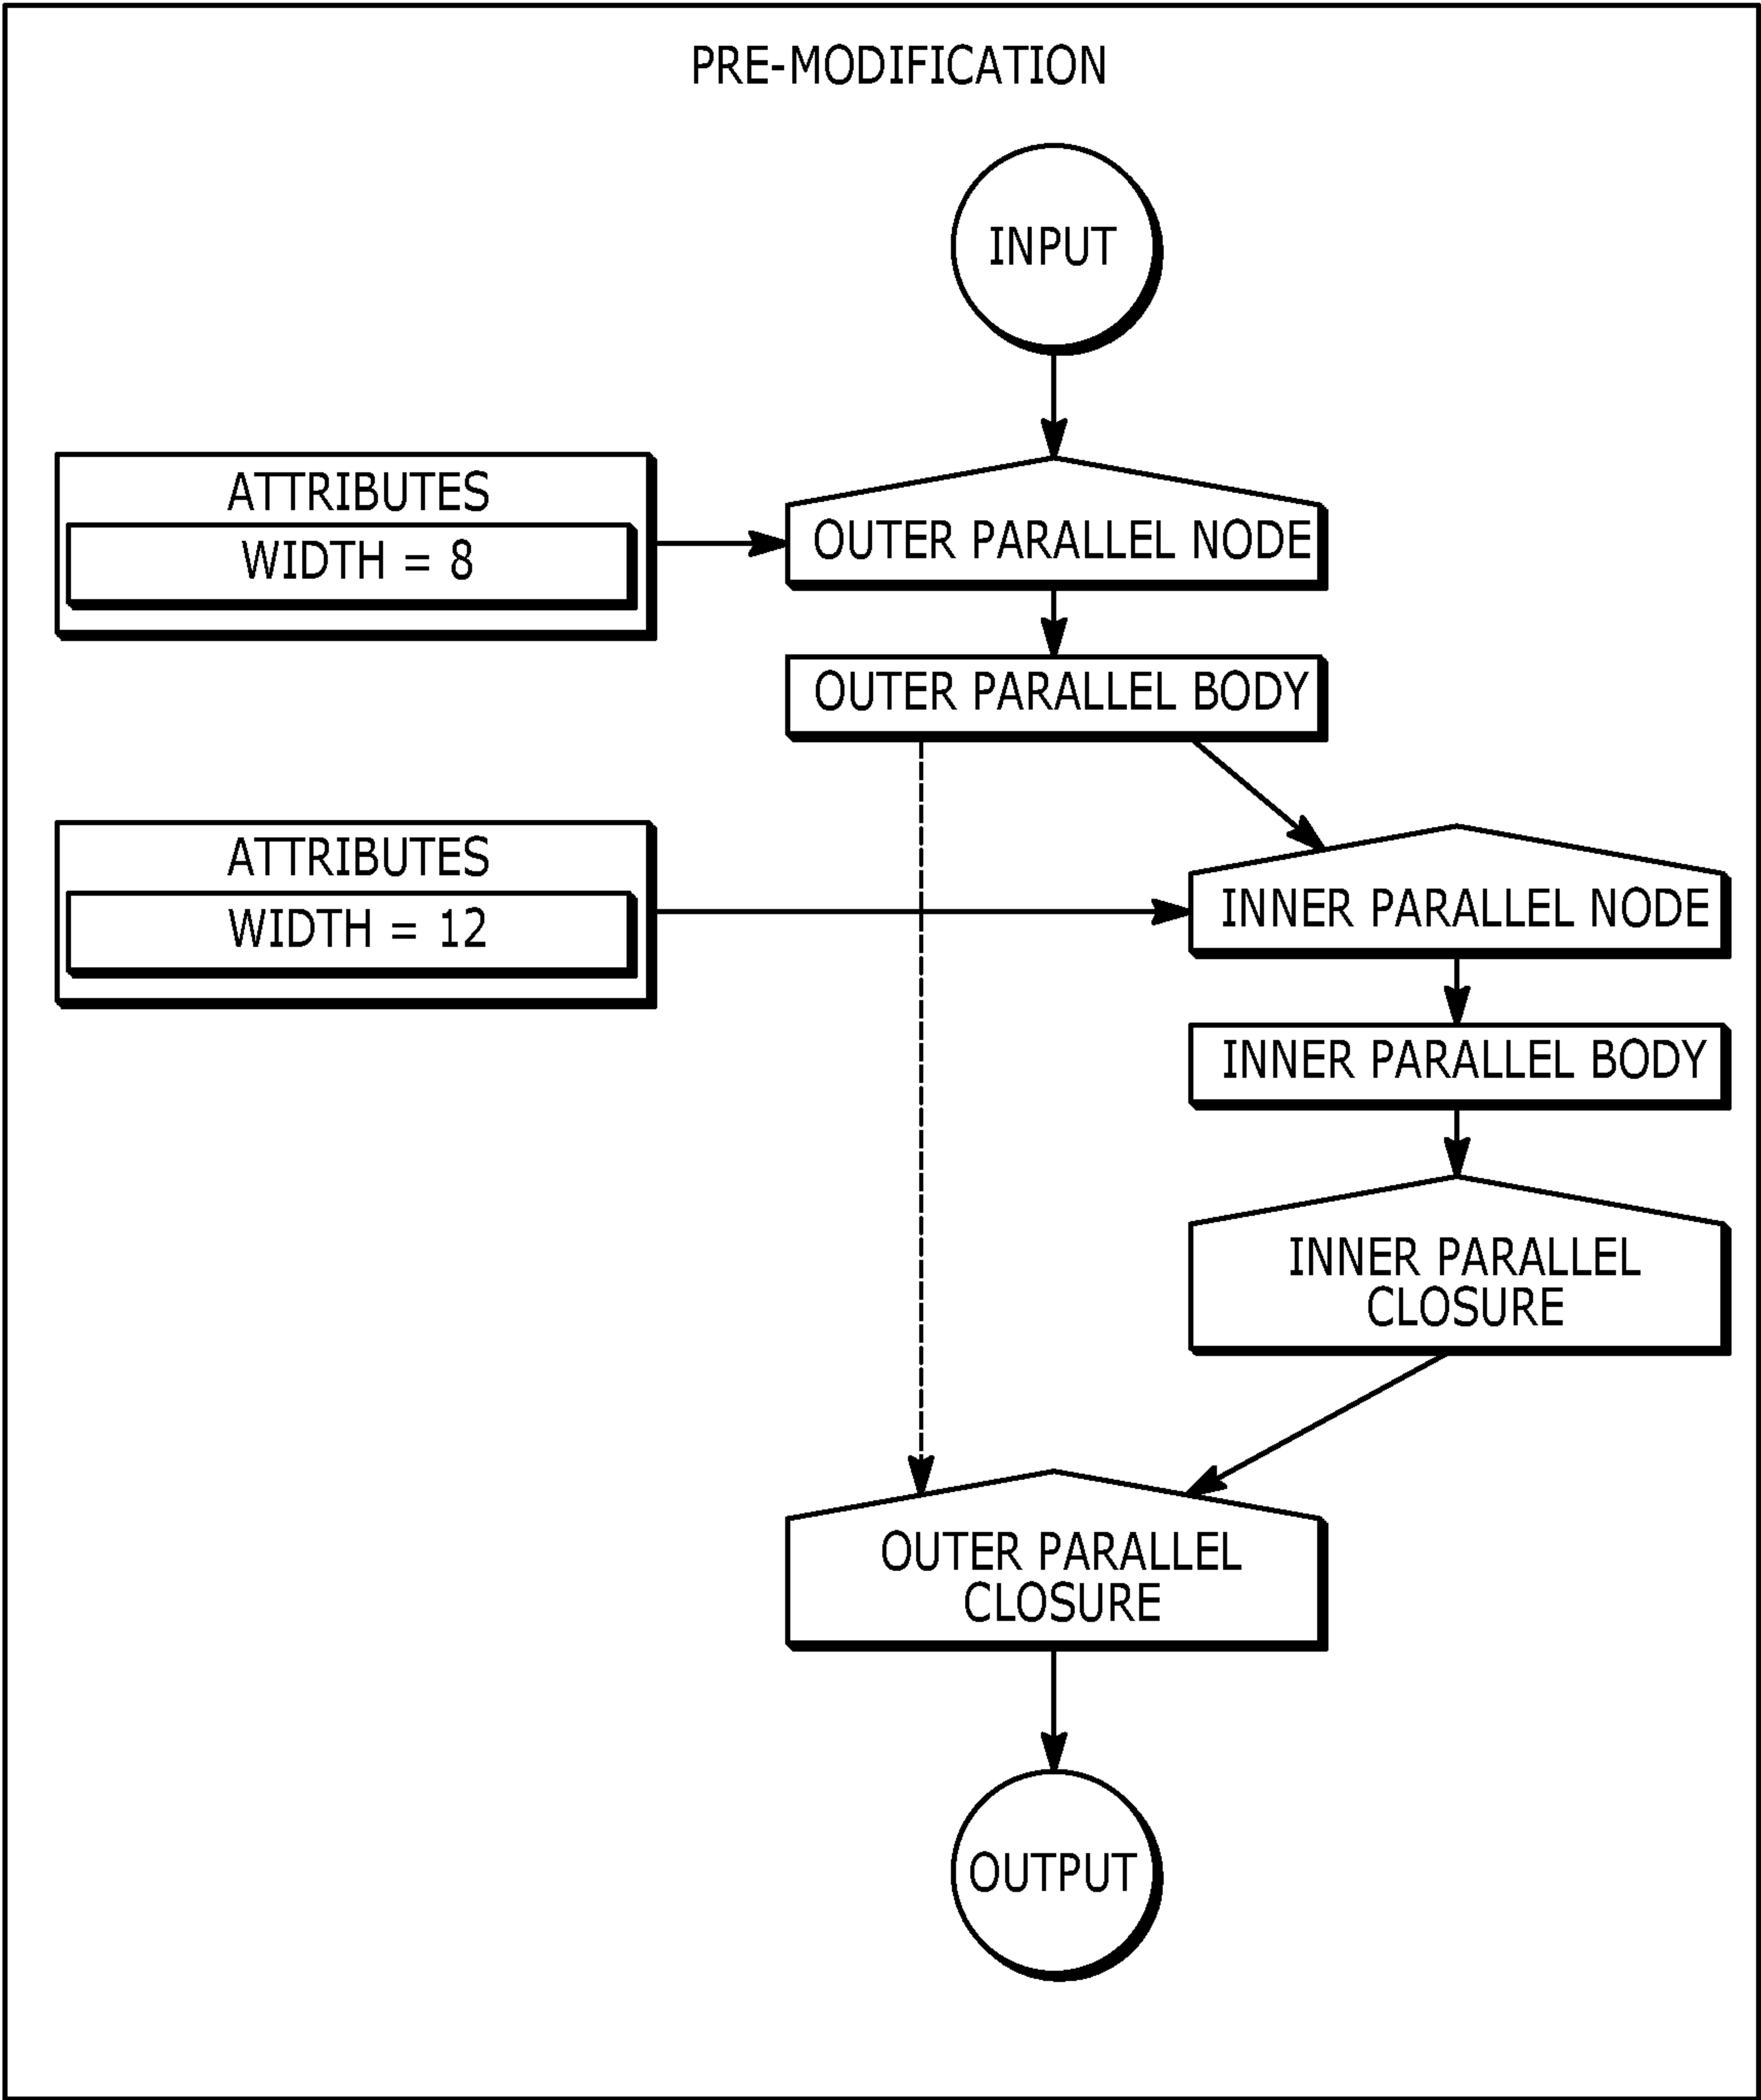 PRE-MODIFICATION
INPUT
ATTRIBUTES
WIDTH = 8
OUTER PARALLEL NODE
OUTER PARALLEL BODY
ATTRIBUTES
WIDTH = 12
INNER PARALLEL NODE
INNER PARALLEL BODY
INNER PARALLEL
CLOSURE
OUTER PARALLEL
CLOSURE
OUTPUT